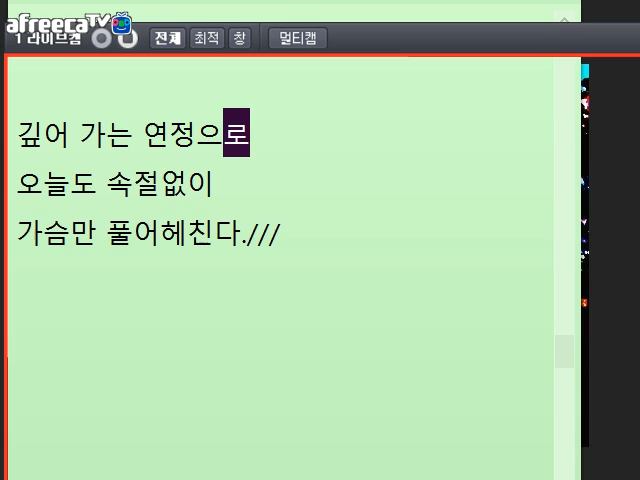 afreecaTV
1 라이브캠 전체 최적 창 멀티캠
깊어 가는 연정으로
오늘도 속절없이
가슴만 풀어헤친다.///